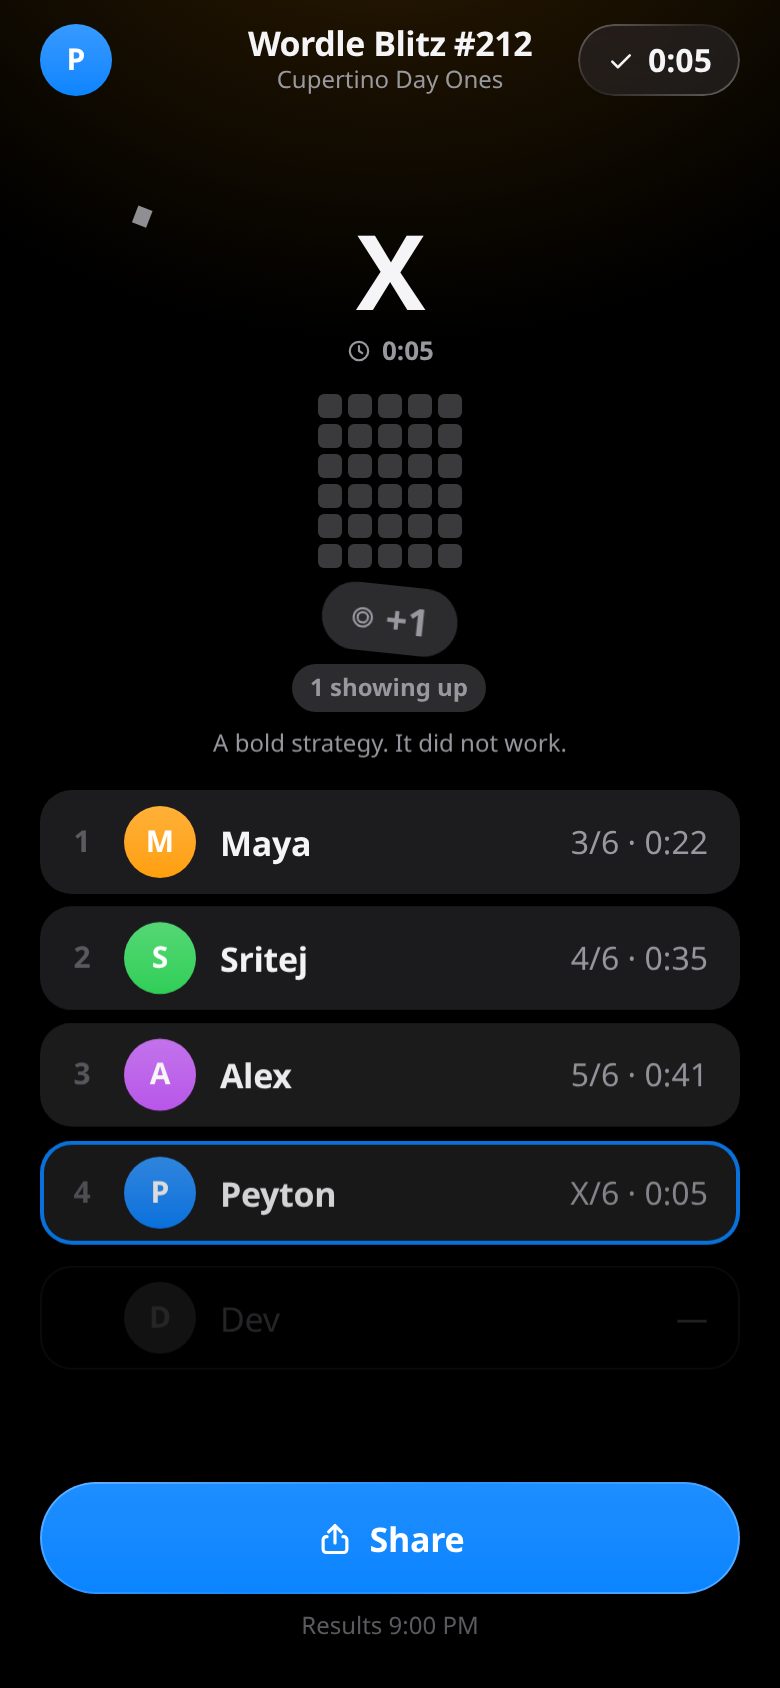 P
Wordle Blitz #212
Cupertino Day Ones
0:05
X
0:05
+1
1 showing up
A bold strategy. It did not work.
1 M Maya 3/6 · 0:22
2 S Sritej 4/6 · 0:35
3 A Alex 5/6 · 0:41
4 P Peyton X/6 · 0:05
D Dev —
Share
Results 9:00 PM